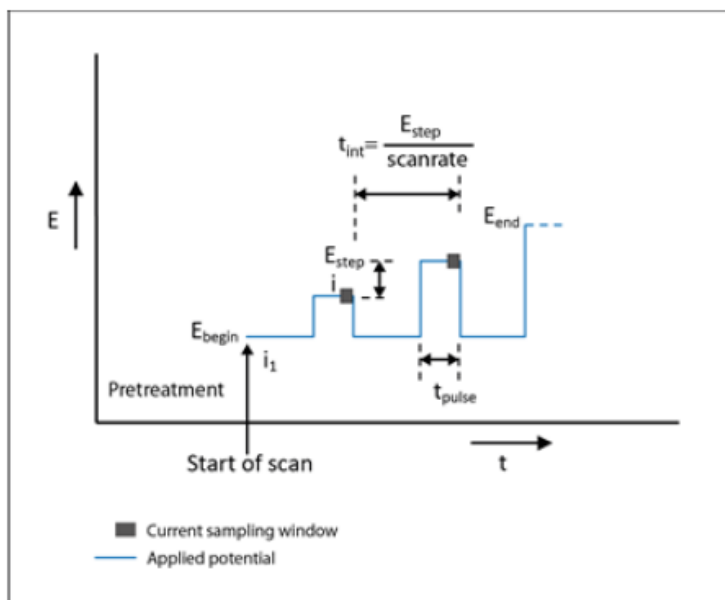 E_step
t_int= scanrate
E
E_end
E_step
i
E_begin
i_1
Pretreatment
t_pulse
Start of scan
t
Current sampling window
Applied potential